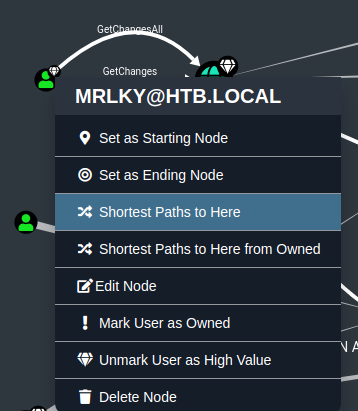 GetChangesAll
GetChanges
MRLKY@HTB.LOCAL
Set as Starting Node
Set as Ending Node
Shortest Paths to Here
Shortest Paths to Here from Owned
Edit Node
Mark User as Owned
Unmark User as High Value
Delete Node
N A